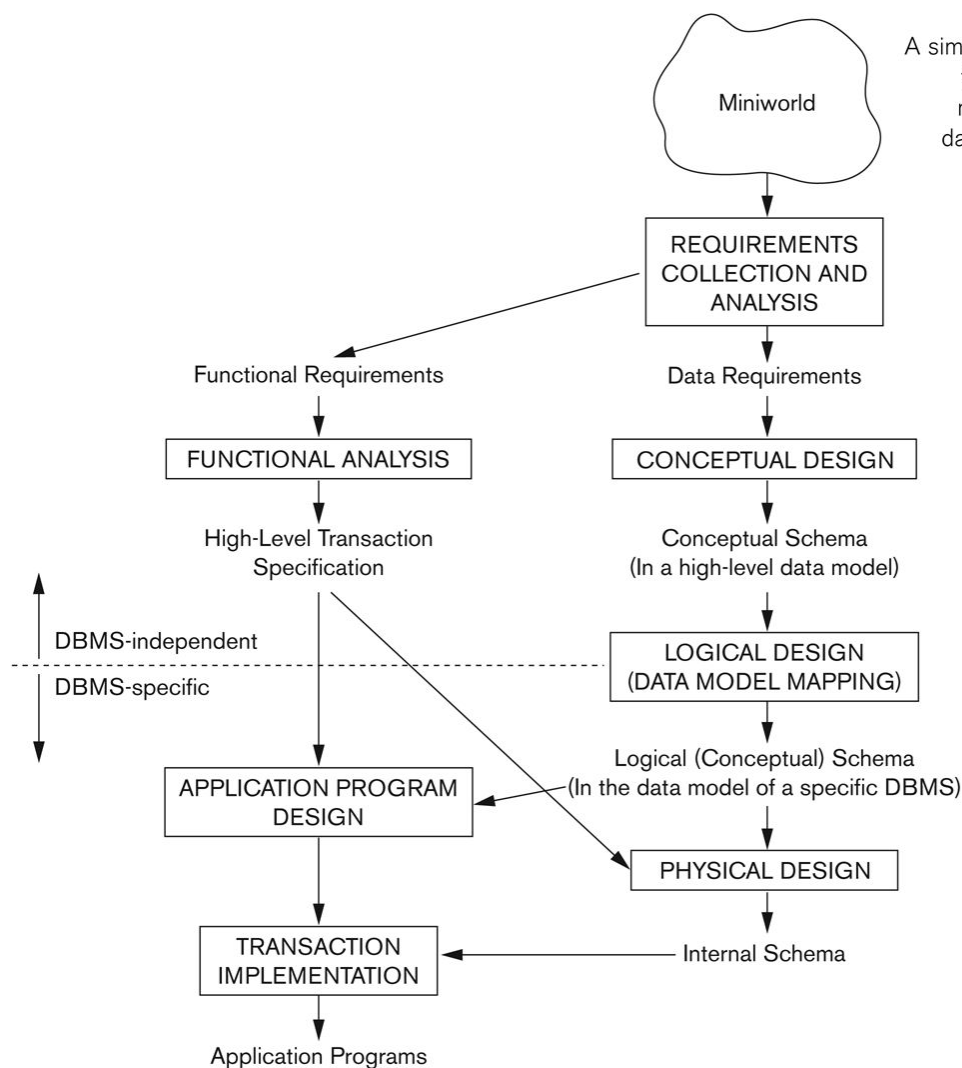 A sim
Miniworld
r
da
REQUIREMENTS
COLLECTION AND
ANALYSIS
Functional Requirements
Data Requirements
FUNCTIONAL ANALYSIS
CONCEPTUAL DESIGN
High-Level Transaction
Specification
Conceptual Schema
(In a high-level data model)
DBMS-independent
DBMS-specific
LOGICAL DESIGN
(DATA MODEL MAPPING)
Logical (Conceptual) Schema
(In the data model of a specific DBMS)
APPLICATION PROGRAM
DESIGN
PHYSICAL DESIGN
TRANSACTION
IMPLEMENTATION
Internal Schema
Application Programs